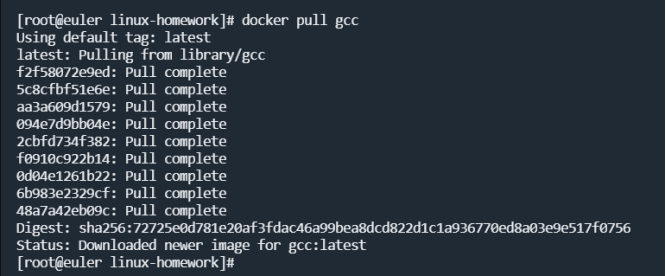 [root@euler linux-homework]# docker pull gcc
Using default tag: latest
latest: Pulling from library/gcc
f2f58072e9ed: Pull complete
5c8cfbf51e6e: Pull complete
aa3a609d1579: Pull complete
094e7d9bb04e: Pull complete
2cbfd734f382: Pull complete
f0910c922b14: Pull complete
0d04e1261b22: Pull complete
6b983e2329cf: Pull complete
48a7a42eb09c: Pull complete
Digest: sha256:72725e0d781e20af3fdac46a99bea8dcd822d1c1a936770ed8a03e9e517f0756
Status: Downloaded newer image for gcc:latest
[root@euler linux-homework]#